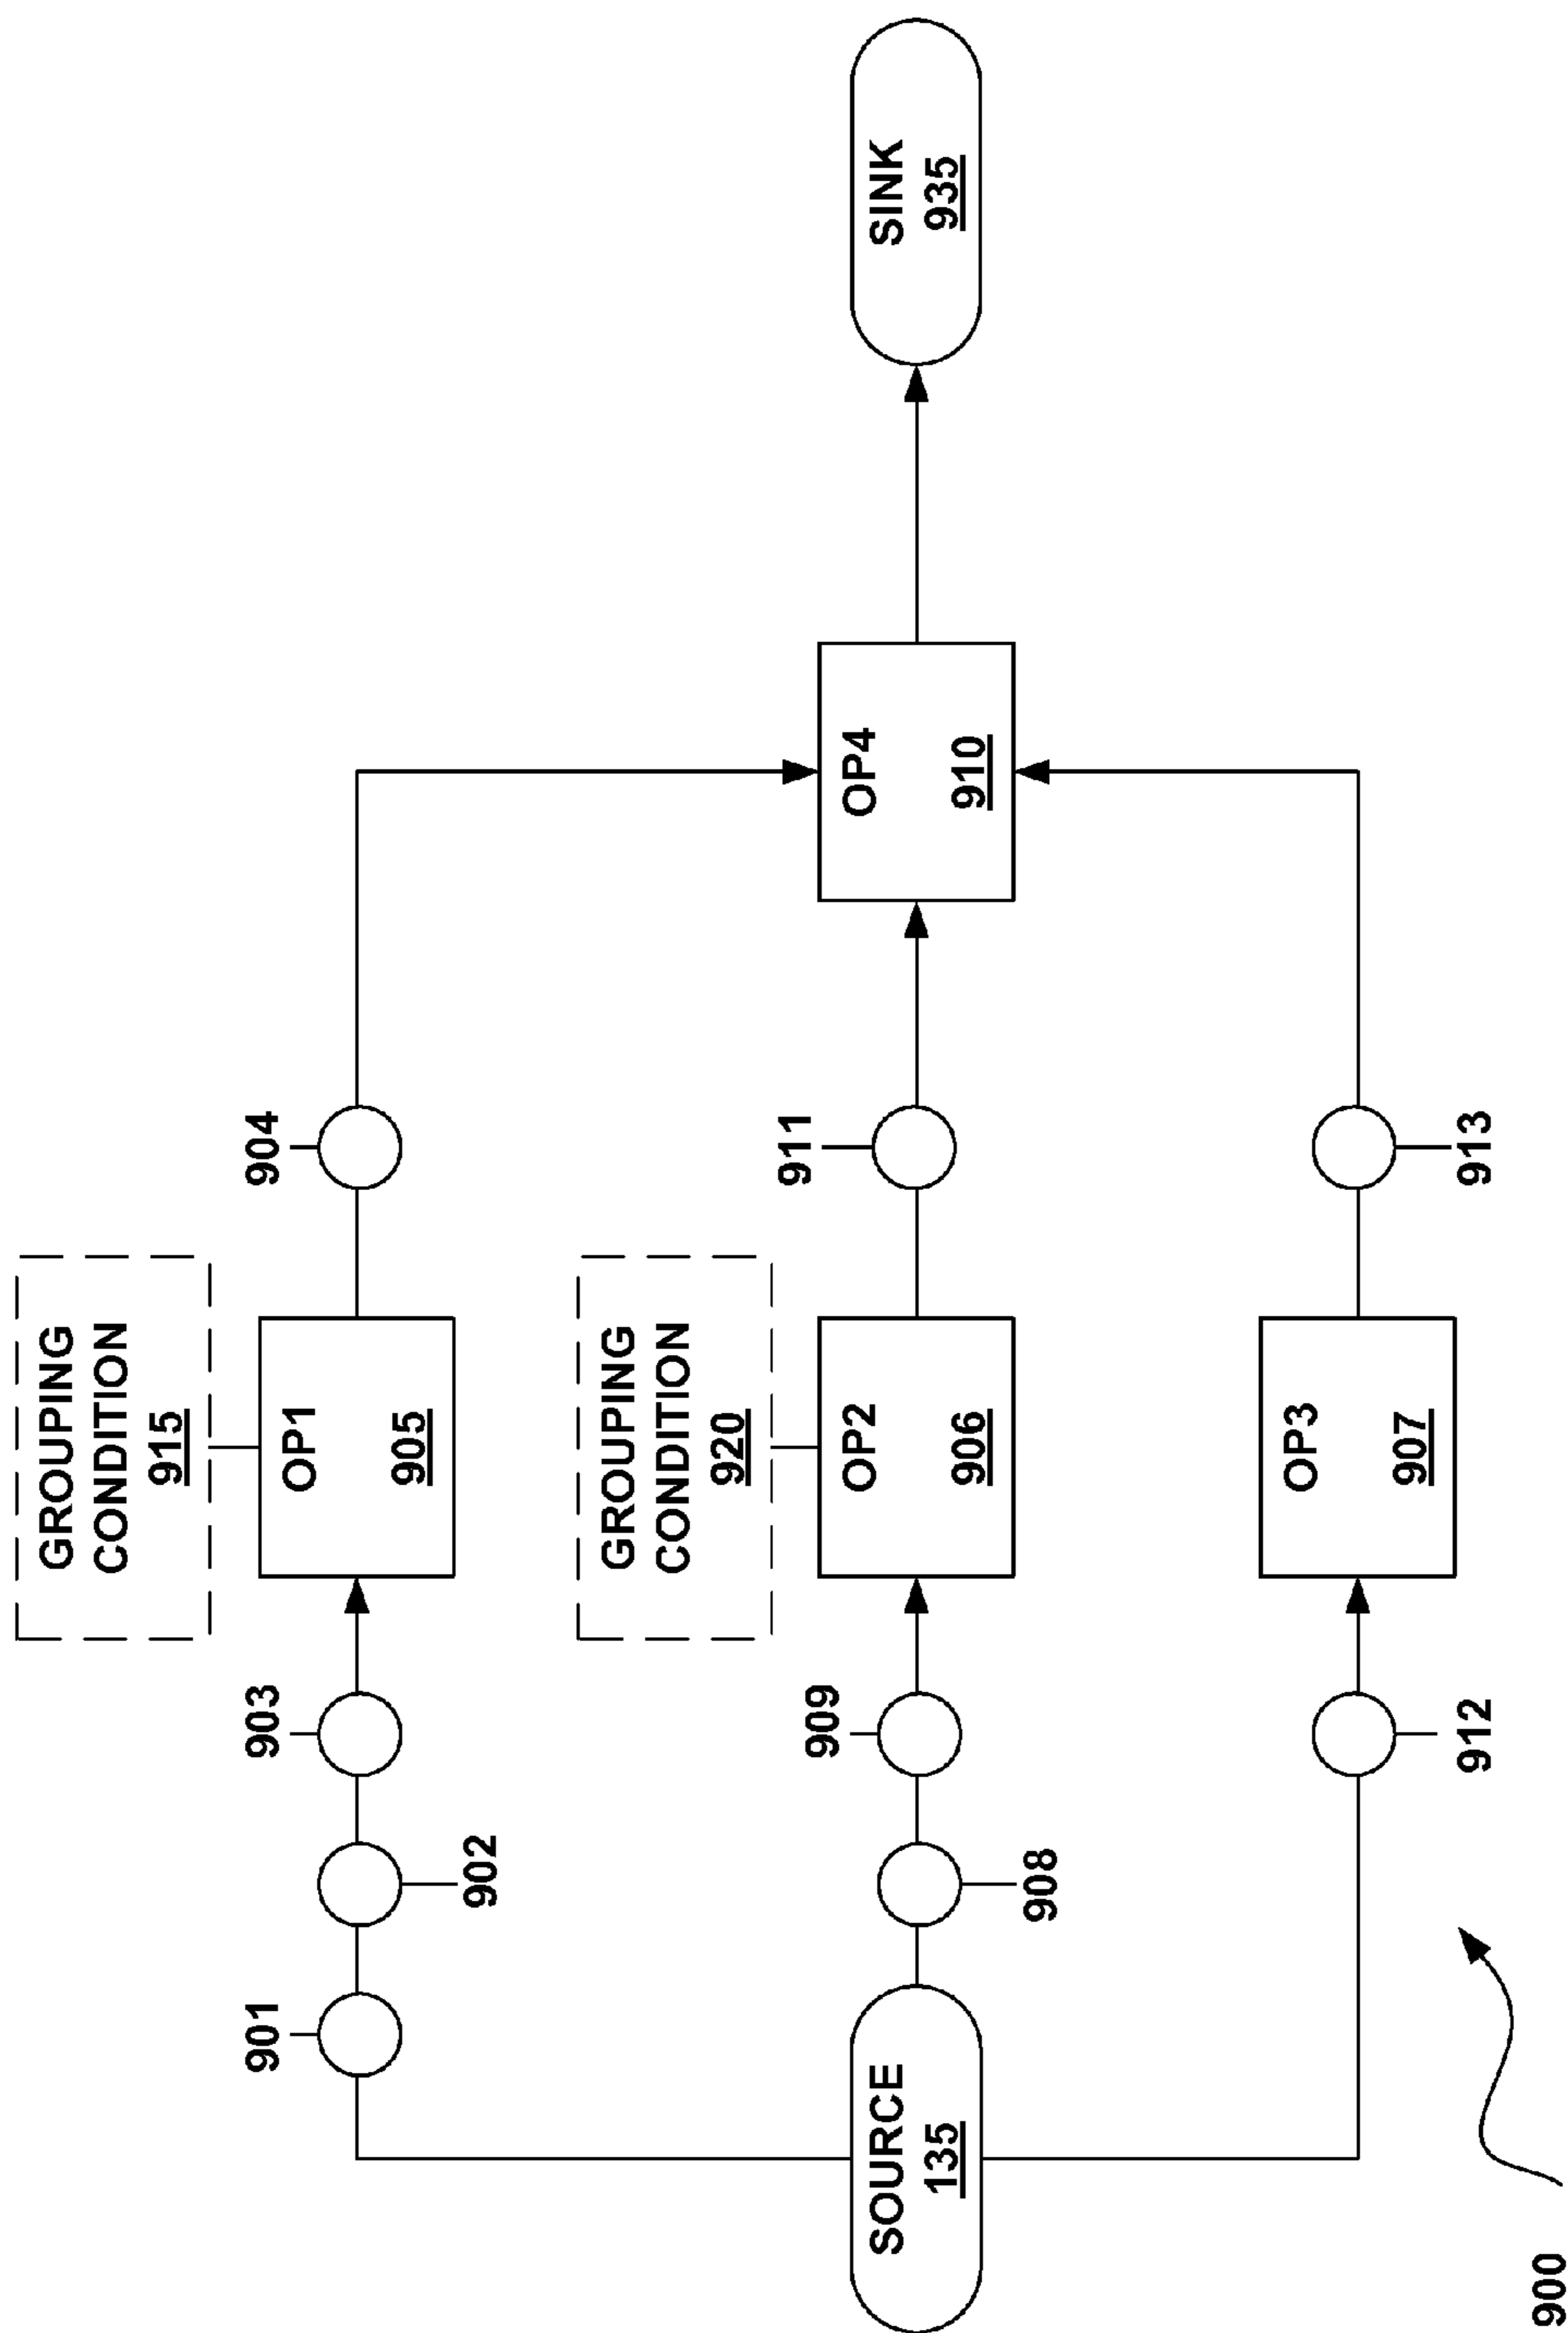 GROUPING
CONDITION
915
GROUPING
CONDITION
920
901
902
903
OP1
905
904
SOURCE
135
908
909
OP2
906
911
OP4
910
SINK
935
912
OP3
907
913
900